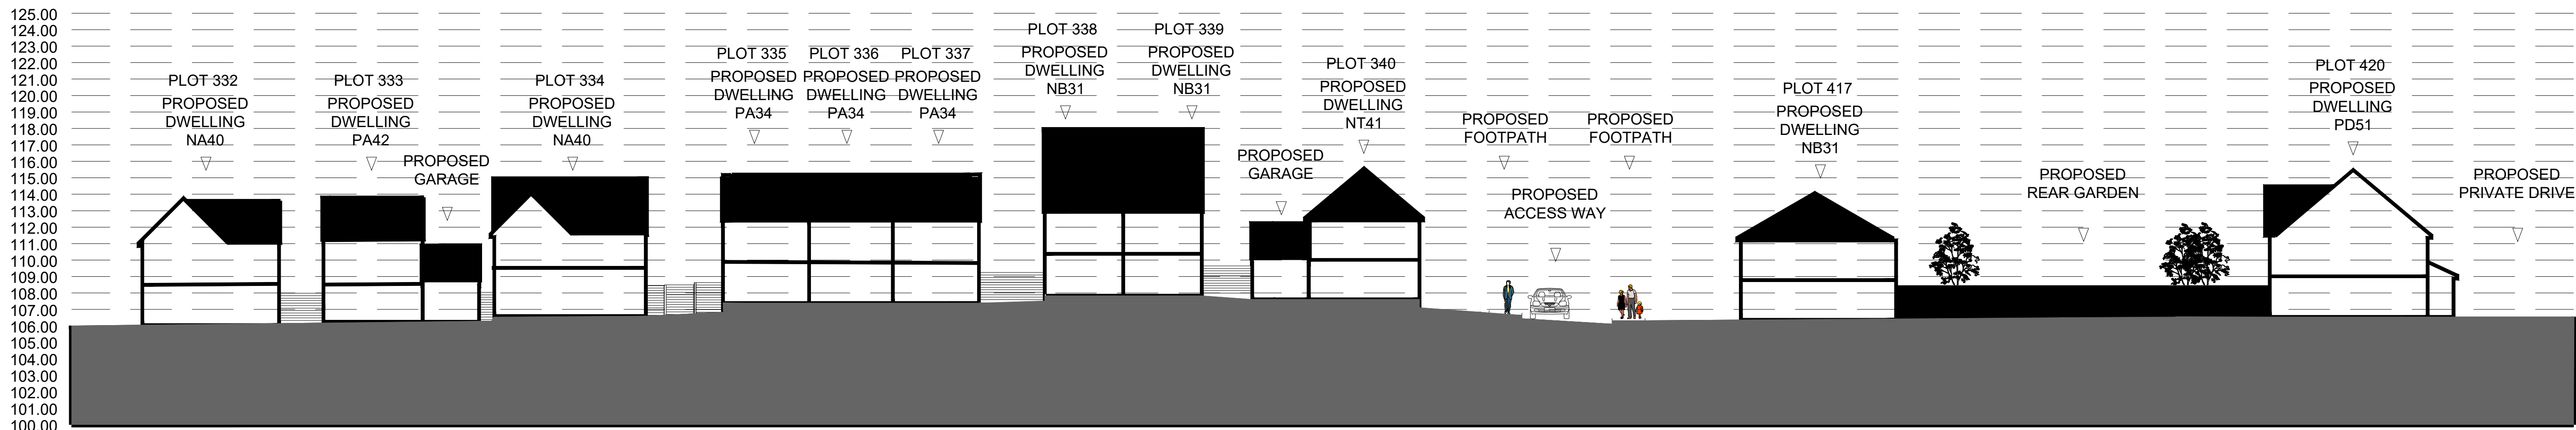 125.00
124.00
123.00
122.00
121.00
120.00
119.00
118.00
117.00
116.00
115.00
114.00
113.00
112.00
111.00
110.00
109.00
108.00
107.00
106.00
105.00
104.00
103.00
102.00
101.00
100.00
PLOT 332
PROPOSED
DWELLING
NA40
PLOT 333
PROPOSED
DWELLING
PA42
PROPOSED
GARAGE
PLOT 334
PROPOSED
DWELLING
NA40
PLOT 335
PROPOSED
DWELLING
PA34
PLOT 336
PROPOSED
DWELLING
PA34
PLOT 337
PROPOSED
DWELLING
PA34
PLOT 338
PROPOSED
DWELLING
NB31
PLOT 339
PROPOSED
DWELLING
NB31
PROPOSED
GARAGE
PLOT 340
PROPOSED
DWELLING
NT41
PROPOSED
FOOTPATH
PROPOSED
ACCESS WAY
PROPOSED
FOOTPATH
PLOT 417
PROPOSED
DWELLING
NB31
PROPOSED
REAR GARDEN
PLOT 420
PROPOSED
DWELLING
PD51
PROPOSED
PRIVATE DRIVE